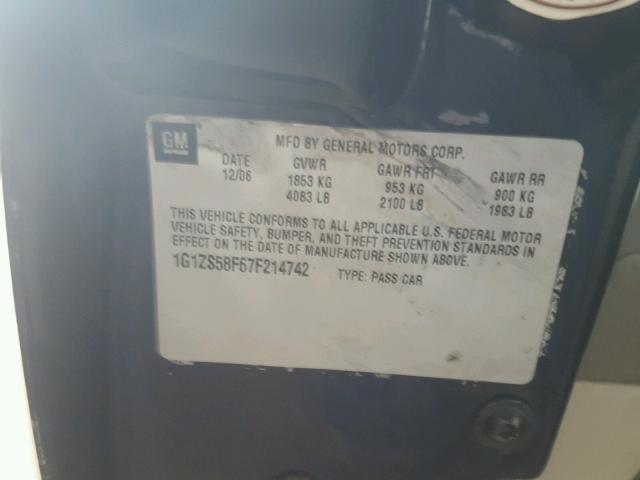 GM
MFD BY GENERAL MOTORS CORP.
DATE GVWR GAWR FRT GAWR RR
12/06 1853 KG 953 KG 900 KG
4083 LB 2100 LB 1983 LB
THIS VEHICLE CONFORMS TO ALL APPLICABLE U.S. FEDERAL MOTOR
VEHICLE SAFETY, BUMPER, AND THEFT PREVENTION STANDARDS IN
EFFECT ON THE DATE OF MANUFACTURE SHOWN ABOVE.
1G1ZS58F67F214742 TYPE: PASS CAR